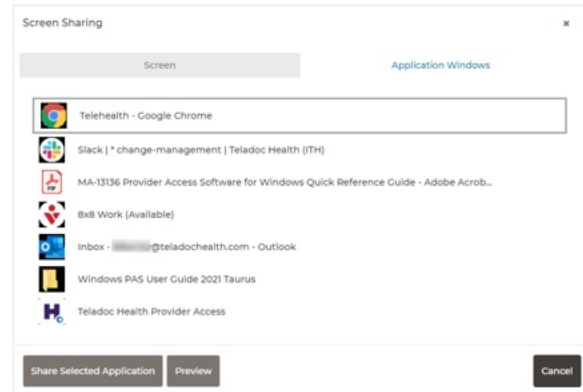 Screen Sharing
Screen
Application Windows
Telehealth - Google Chrome
Slack | * change-management | Teladoc Health (ITH)
MA-13136 Provider Access Software for Windows Quick Reference Guide - Adobe Acrob...
8x8 Work (Available)
Inbox - @teladochealth.com - Outlook
Windows PAS User Guide 2021 Taurus
Teladoc Health Provider Access
Share Selected Application
Preview
Cancel